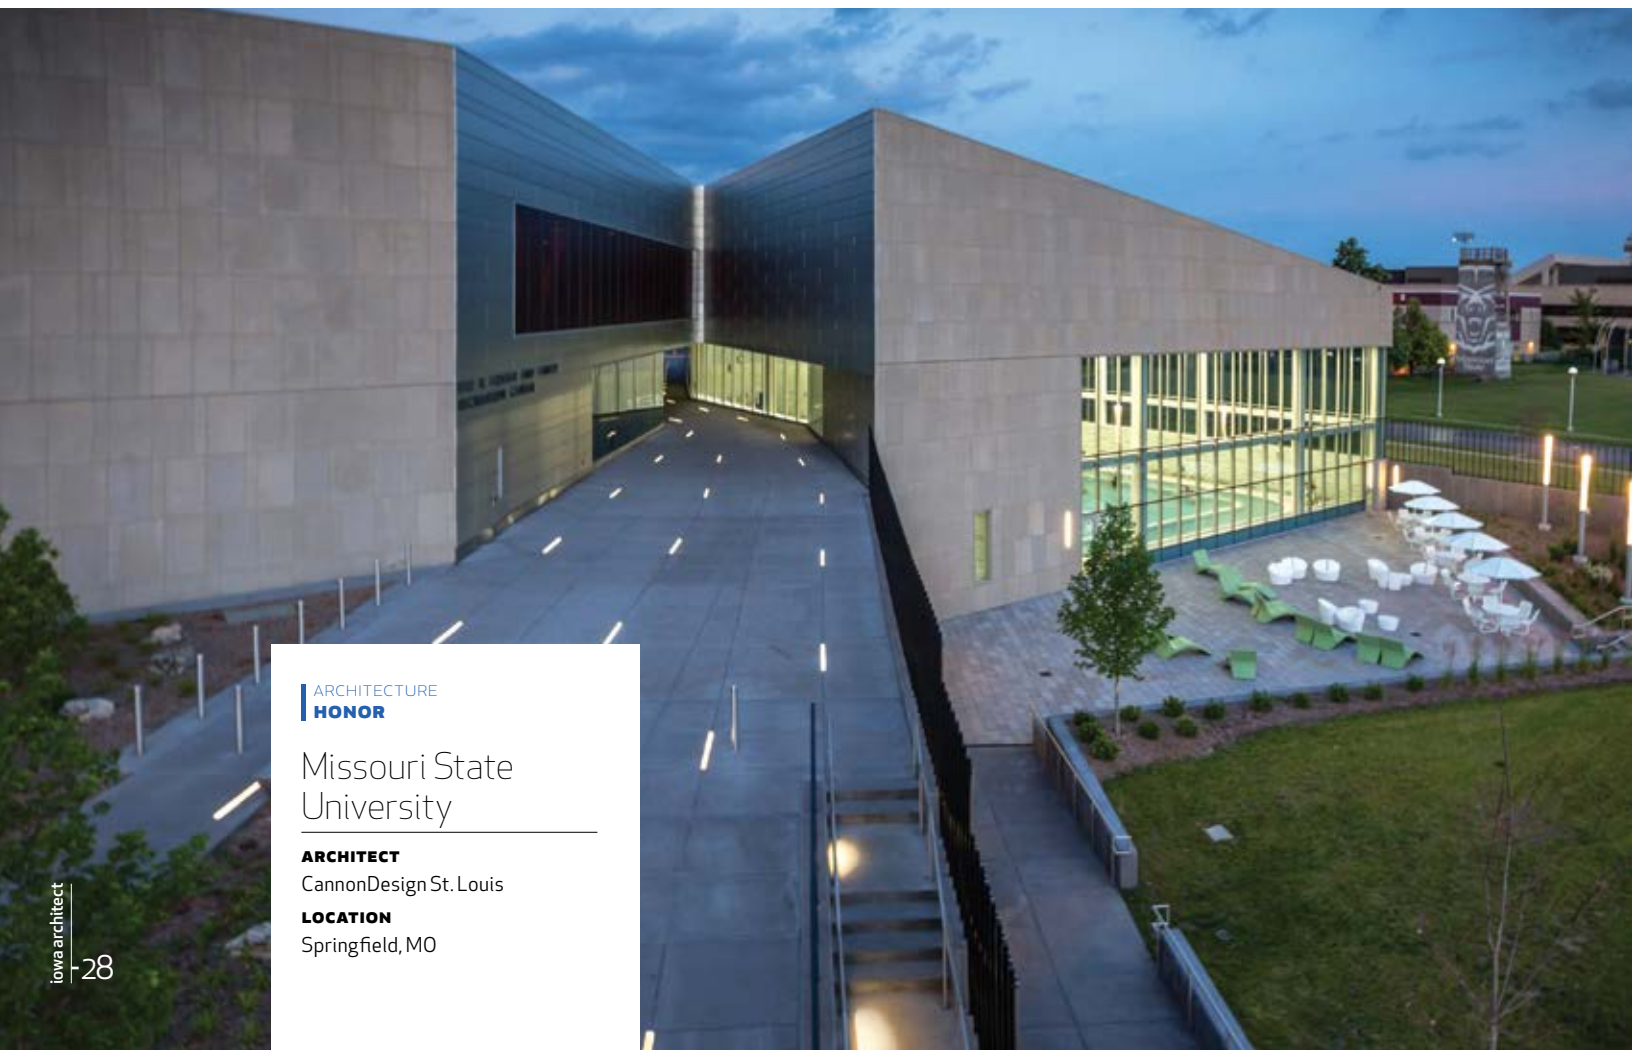 ARCHITECTURE
HONOR
Missouri State
University
ARCHITECT
CannonDesign St. Louis
LOCATION
Springfield, MO
iowa architect
28